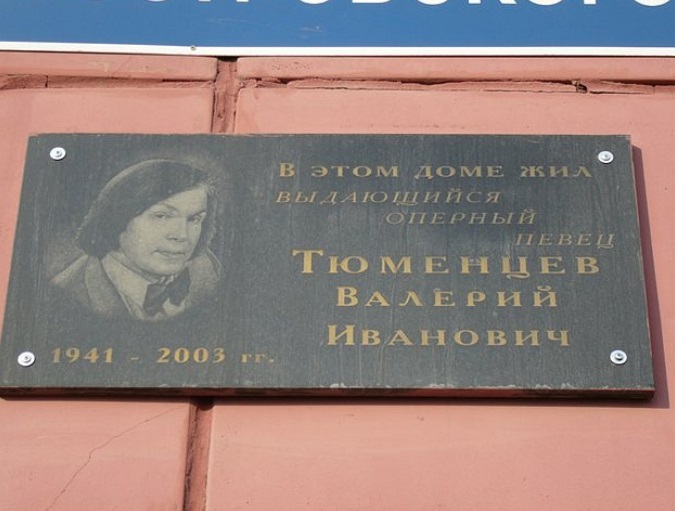 В ЭТОМ ДОМЕ ЖИЛ
ВЫДАЮЩИЙСЯ
ОПЕРНЫЙ
ПЕВЕЦ
ТЮМЕНЦЕВ
ВАЛЕРИЙ
ИВАНОВИЧ
1941 - 2003 гг.